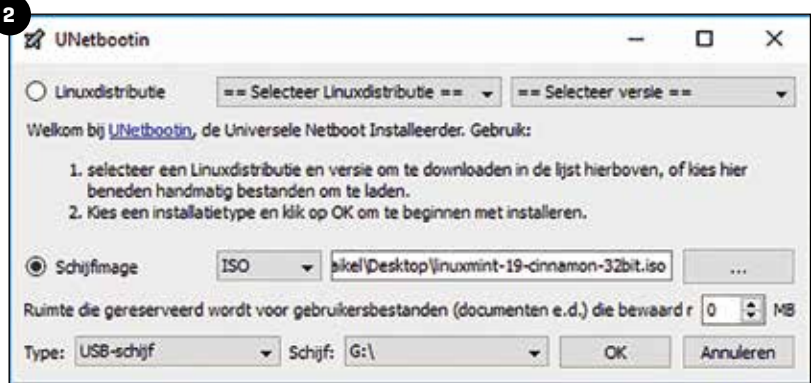 2
UNetbootin
Linuxdistributie == Selecteer Linuxdistributie == == Selecteer versie ==
Welkom bij UNetbootin, de Universele Netboot Installeerder. Gebruik:
1. selecteer een Linuxdistributie en versie om te downloaden in de lijst hierboven, of kies hier
beneden handmatig bestanden om te laden.
2. Kies een installatietype en klik op OK om te beginnen met installeren.
Schijfimage ISO aikel\Desktop\linuxmint-19-cinnamon-32bit.iso ...
Ruimte die gereserveerd wordt voor gebruikersbestanden (documenten e.d.) die bewaard r 0 MB
Type: USB-schijf Schijf: G:\ OK Annuleren